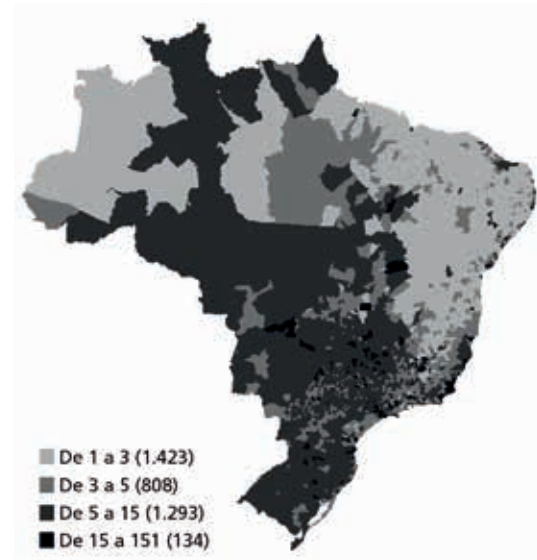 De 1 a 3 (1.423)
De 3 a 5 (808)
De 5 a 15 (1.293)
De 15 a 151 (134)